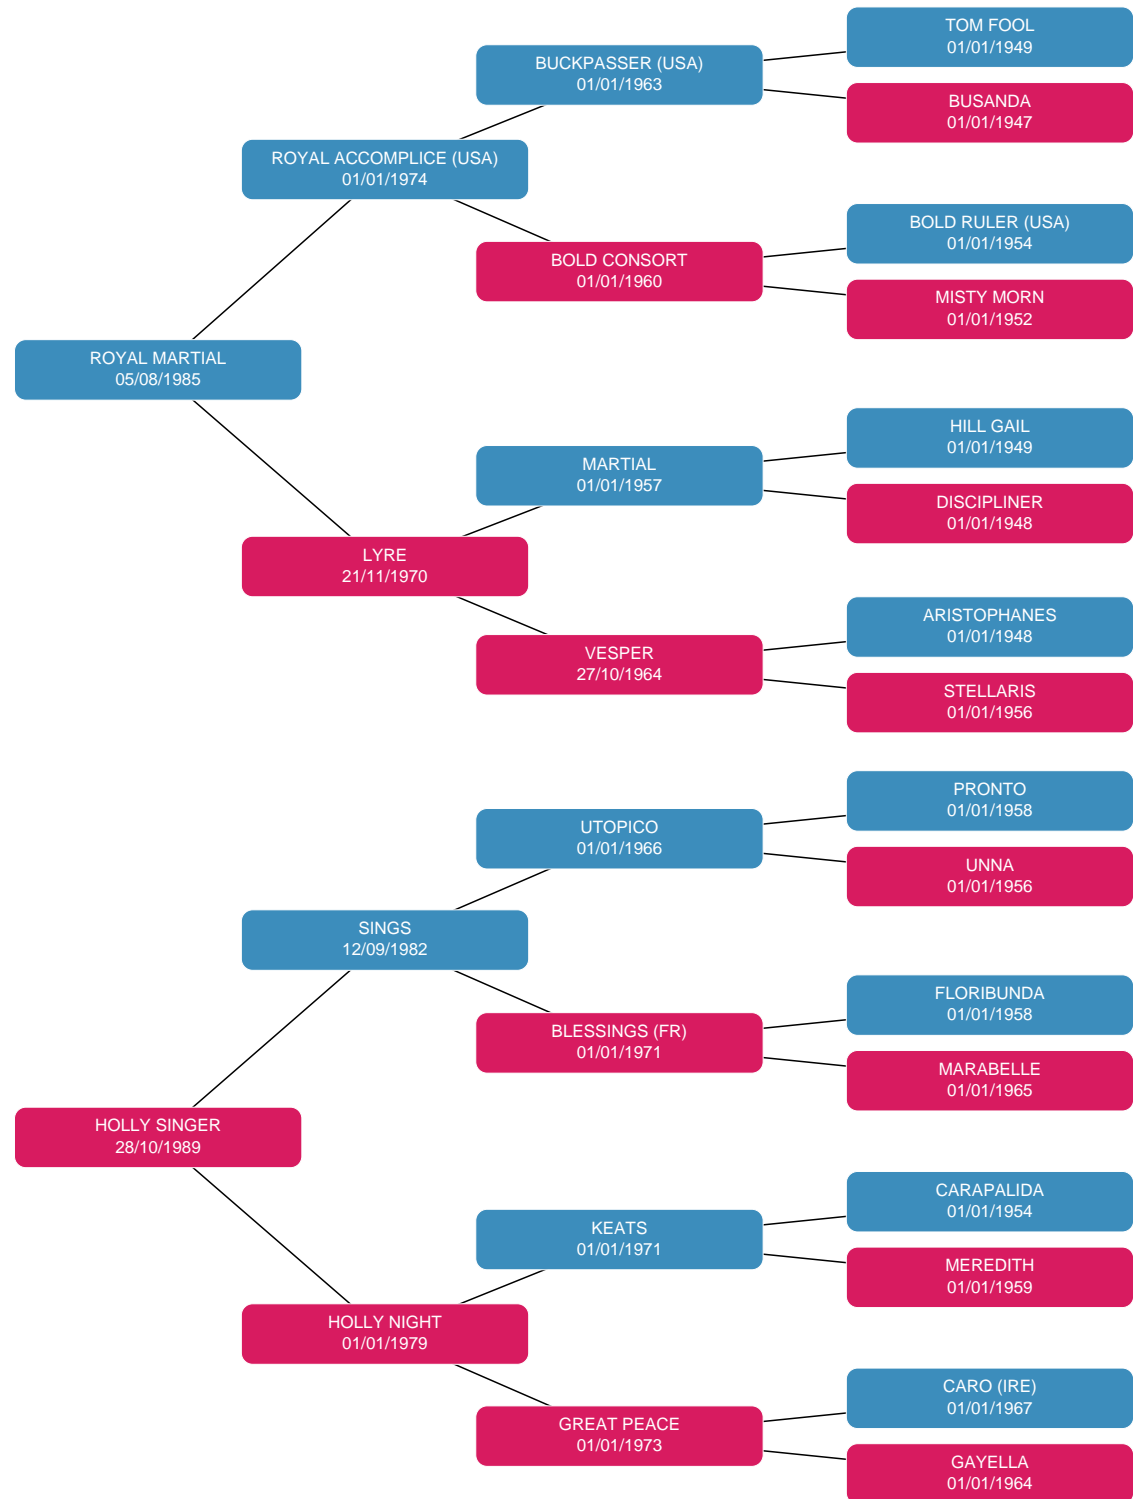 TOM FOOL
01/01/1949
BUCKPASSER (USA)
01/01/1963
BUSANDA
01/01/1947
ROYAL ACCOMPLICE (USA)
01/01/1974
BOLD RULER (USA)
01/01/1954
BOLD CONSORT
01/01/1960
MISTY MORN
01/01/1952
ROYAL MARTIAL
05/08/1985
HILL GAIL
01/01/1949
MARTIAL
01/01/1957
DISCIPLINER
01/01/1948
LYRE
21/11/1970
ARISTOPHANES
01/01/1948
VESPER
27/10/1964
STELLARIS
01/01/1956
PRONTO
01/01/1958
UTOPICO
01/01/1966
UNNA
01/01/1956
SINGS
12/09/1982
FLORIBUNDA
01/01/1958
BLESSINGS (FR)
01/01/1971
MARABELLE
01/01/1965
HOLLY SINGER
28/10/1989
CARAPALIDA
01/01/1954
KEATS
01/01/1971
MEREDITH
01/01/1959
HOLLY NIGHT
01/01/1979
CARO (IRE)
01/01/1967
GREAT PEACE
01/01/1973
GAYELLA
01/01/1964